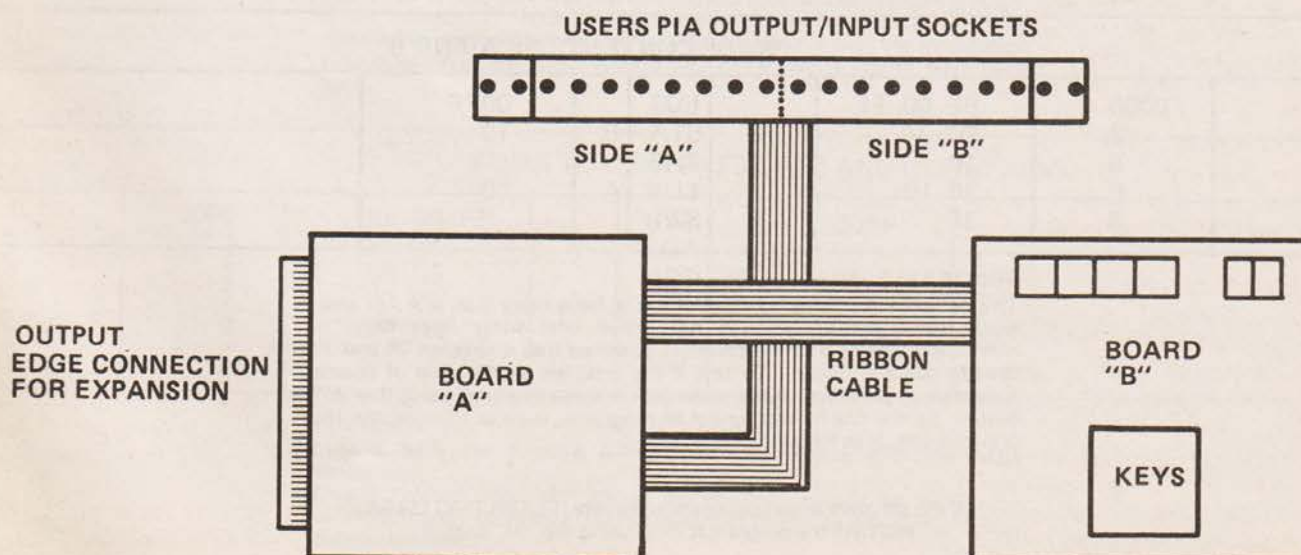 USERS PIA OUTPUT/INPUT SOCKETS
SIDE "A"
SIDE "B"
OUTPUT
EDGE CONNECTION
FOR EXPANSION
BOARD
"A"
RIBBON
CABLE
BOARD
"B"
KEYS